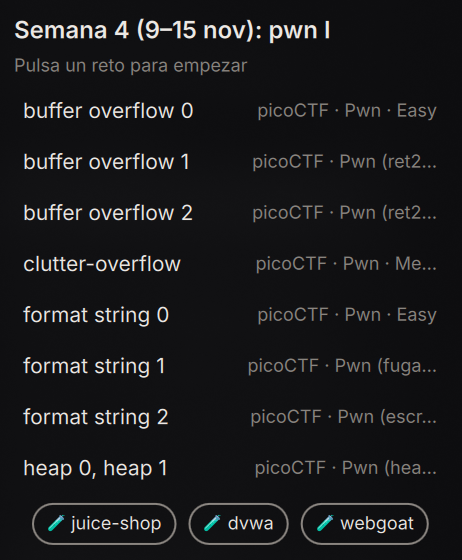 Semana 4 (9–15 nov): pwn I
Pulsa un reto para empezar
buffer overflow 0 picoCTF · Pwn · Easy
buffer overflow 1 picoCTF · Pwn (ret2...
buffer overflow 2 picoCTF · Pwn (ret2...
clutter-overflow picoCTF · Pwn · Me...
format string 0 picoCTF · Pwn · Easy
format string 1 picoCTF · Pwn (fuga...
format string 2 picoCTF · Pwn (escr...
heap 0, heap 1 picoCTF · Pwn (hea...
🧪 juice-shop 🧪 dvwa 🧪 webgoat